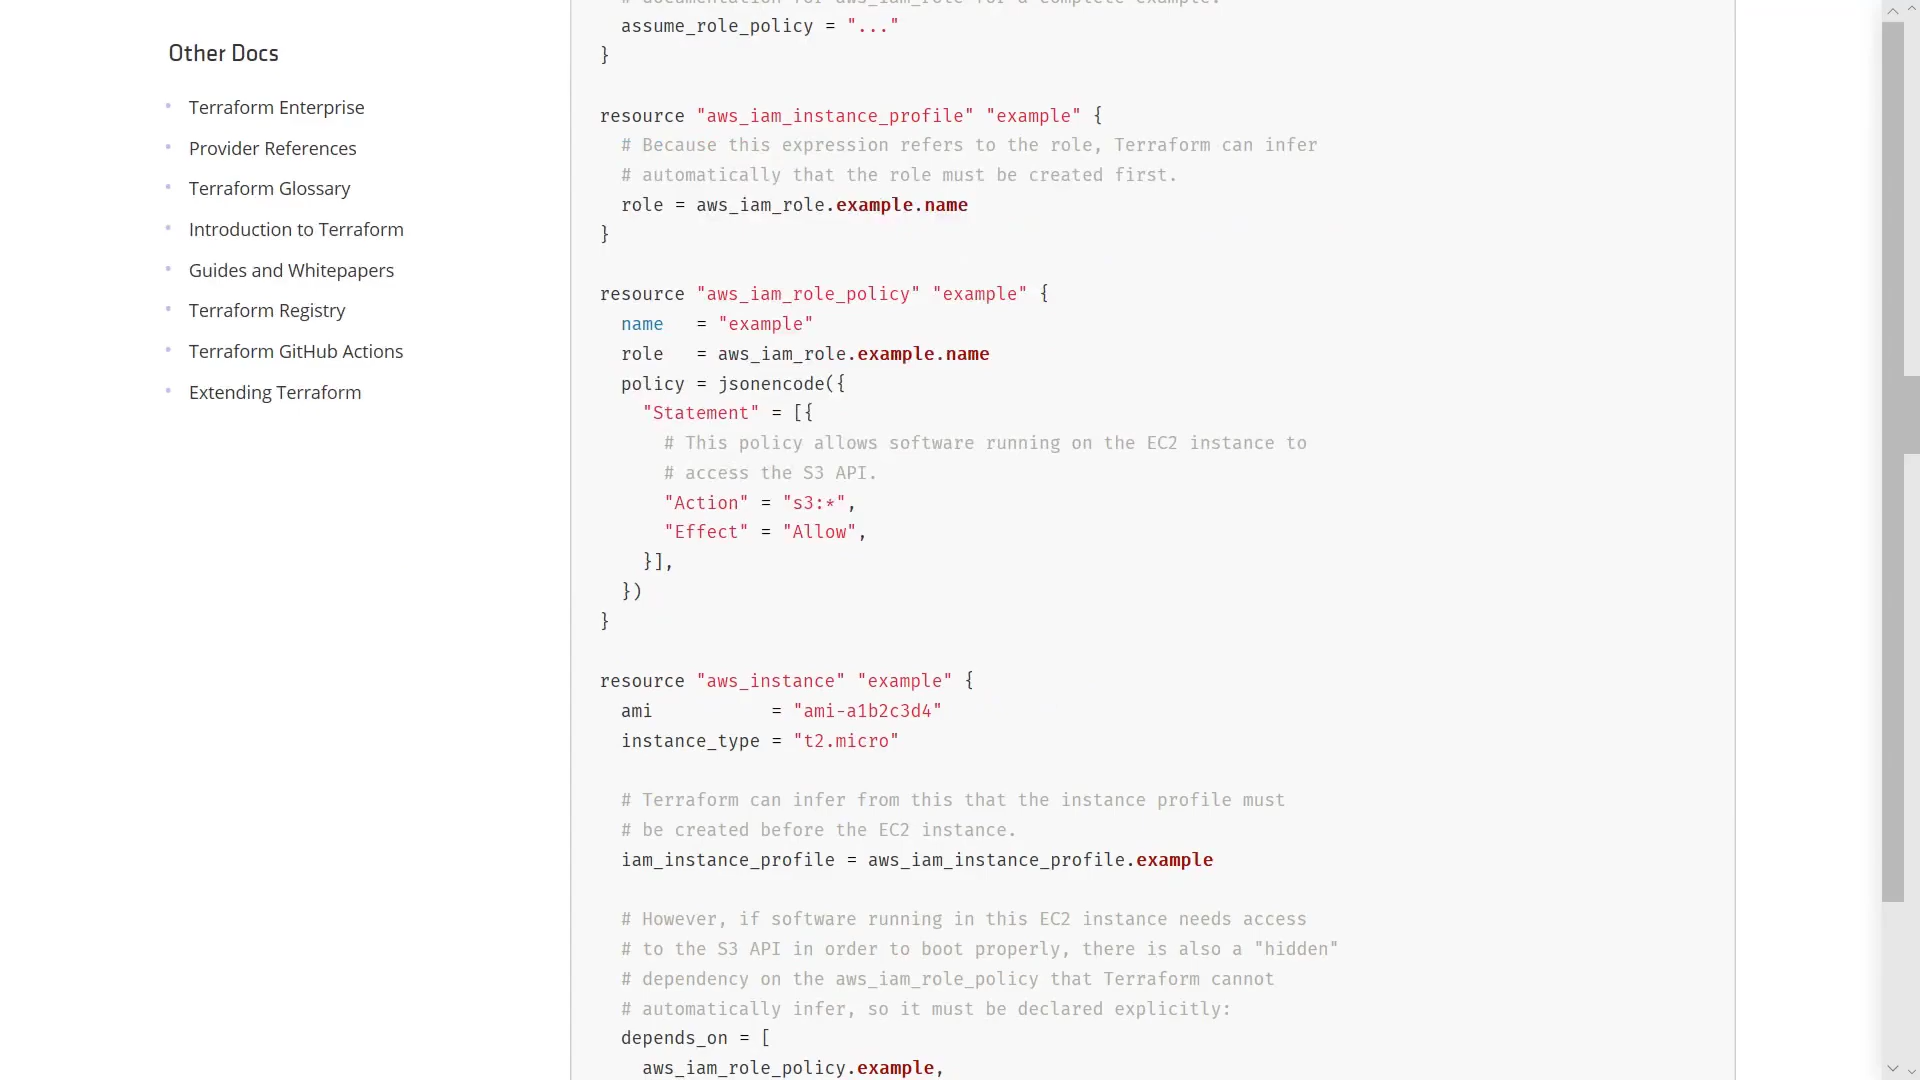 Other Docs
Terraform Enterprise
Provider References
Terraform Glossary
Introduction to Terraform
Guides and Whitepapers
Terraform Registry
Terraform GitHub Actions
Extending Terraform
# documentation for aws_iam_role for a complete example.
assume_role_policy = "..."
}
resource "aws_iam_instance_profile" "example" {
# Because this expression refers to the role, Terraform can infer
# automatically that the role must be created first.
role = aws_iam_role.example.name
}
resource "aws_iam_role_policy" "example" {
name   = "example"
role   = aws_iam_role.example.name
policy = jsonencode({
"Statement" = [{
# This policy allows software running on the EC2 instance to
# access the S3 API.
"Action" = "s3:*",
"Effect" = "Allow",
}],
})
}
resource "aws_instance" "example" {
ami           = "ami-a1b2c3d4"
instance_type = "t2.micro"
# Terraform can infer from this that the instance profile must
# be created before the EC2 instance.
iam_instance_profile = aws_iam_instance_profile.example
# However, if software running in this EC2 instance needs access
# to the S3 API in order to boot properly, there is also a "hidden"
# dependency on the aws_iam_role_policy that Terraform cannot
# automatically infer, so it must be declared explicitly:
depends_on = [
aws_iam_role_policy.example,